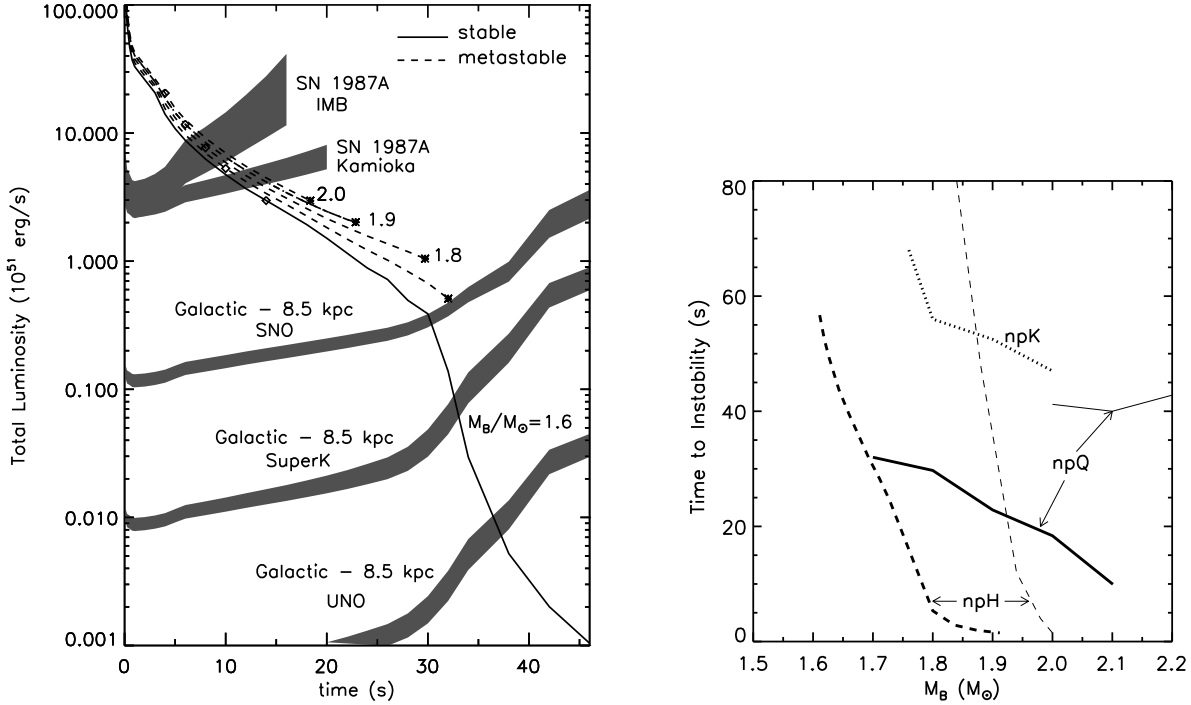 100.000
10.000
1.000
0.100
0.010
0.001
Total Luminosity (10⁵¹ erg/s)
stable
metastable
SN 1987A
IMB
SN 1987A
Kamioka
2.0
1.9
1.8
Galactic – 8.5 kpc
SNO
M_B/M_⊙=1.6
Galactic – 8.5 kpc
SuperK
Galactic – 8.5 kpc
UNO
0 10 20 30 40
time (s)
80
60
40
20
0
Time to Instability (s)
npK
npQ
npH
1.5 1.6 1.7 1.8 1.9 2.0 2.1 2.2
M_B (M_⊙)